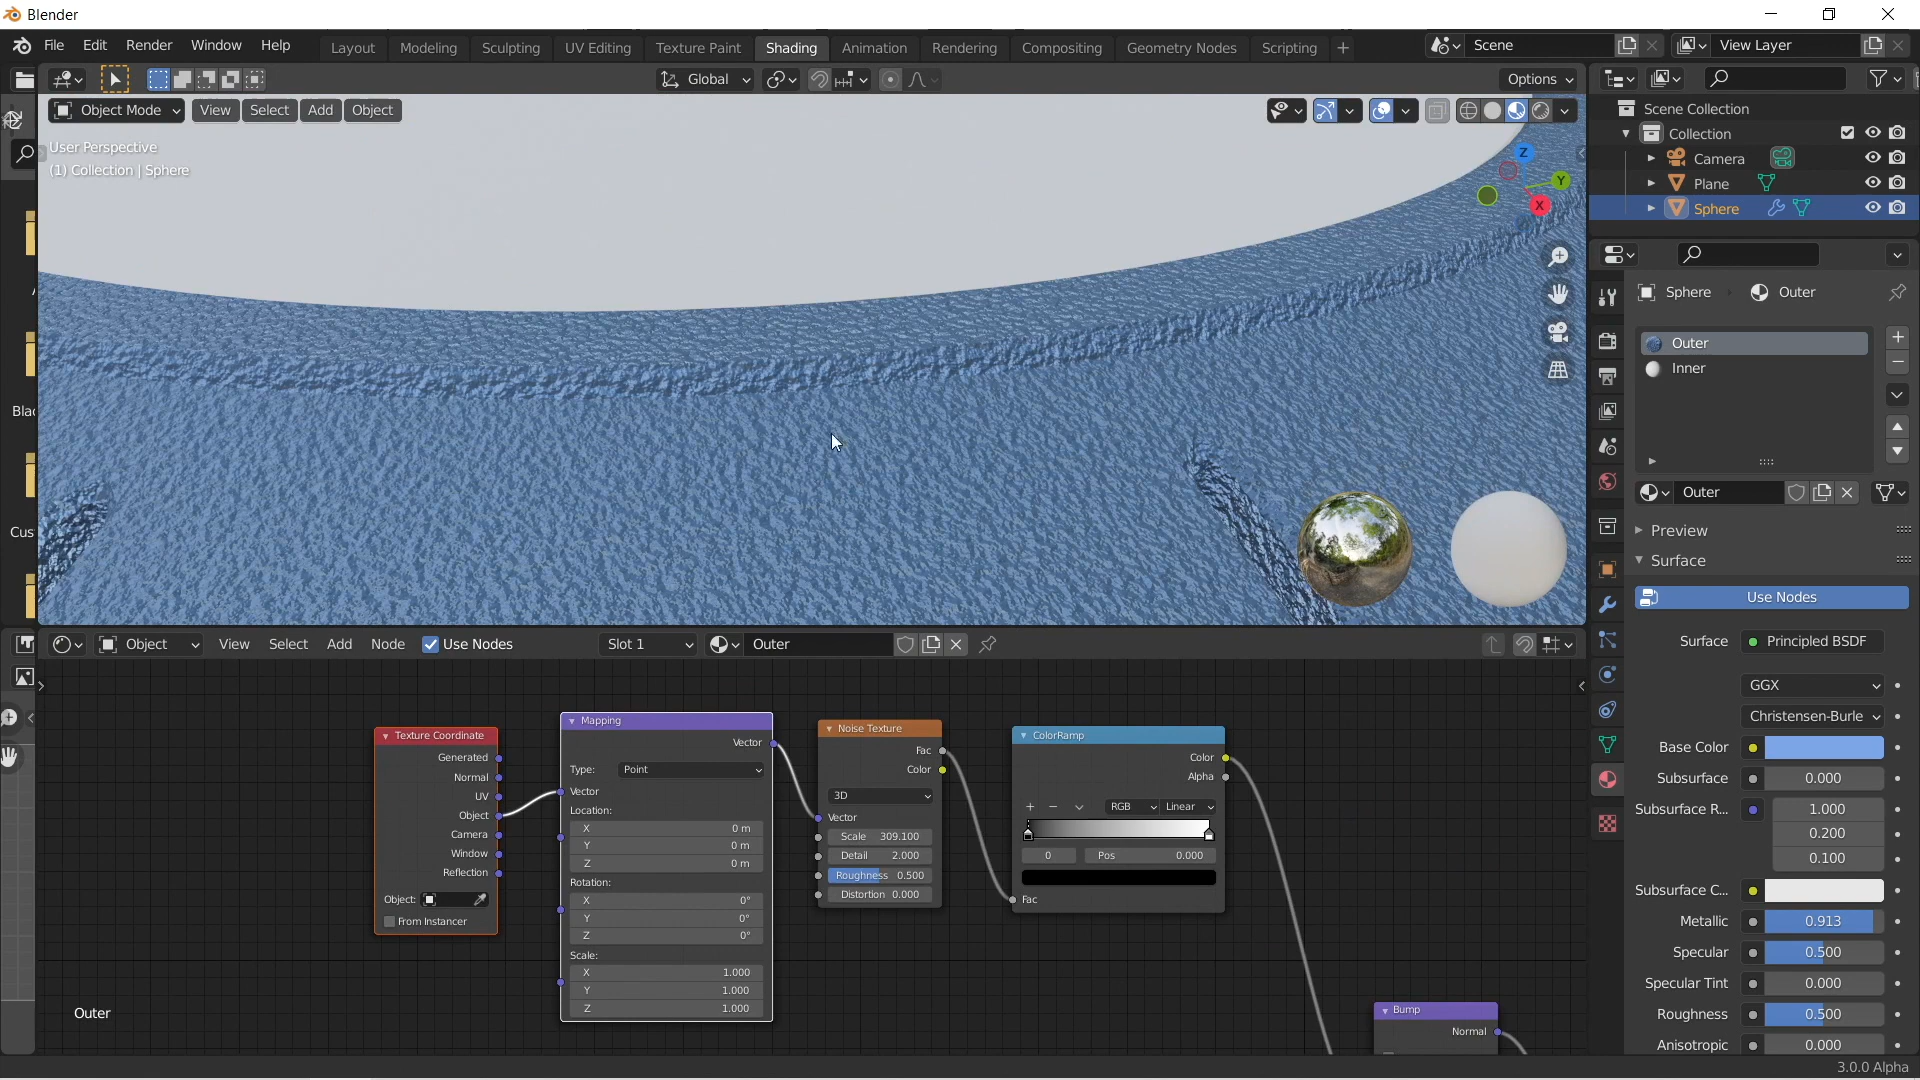 Blender
File Edit Render Window Help Layout Modeling Sculpting UV Editing Texture Paint Shading Animation Rendering Compositing Geometry Nodes Scripting + Scene View Layer
Global Options
Object Mode View Select Add Object
User Perspective
(1) Collection | Sphere
Z
Y
X
Scene Collection
Collection
Camera
Plane
Sphere
Sphere Outer
Outer
Inner
Outer
Preview
Surface
Use Nodes
Surface Principled BSDF
GGX
Christensen-Burle
Base Color
Subsurface 0.000
Subsurface R... 1.000
0.200
0.100
Subsurface C...
Metallic 0.913
Specular 0.500
Specular Tint 0.000
Roughness 0.500
Anisotropic 0.000
Blac
Cus
Object View Select Add Node Use Nodes Slot 1 Outer
Texture Coordinate
Generated
Normal
UV
Object
Camera
Window
Reflection
Object:
From Instancer
Mapping
Vector
Type: Point
Vector
Location:
X 0 m
Y 0 m
Z 0 m
Rotation:
X 0°
Y 0°
Z 0°
Scale:
X 1.000
Y 1.000
Z 1.000
Noise Texture
Fac
Color
3D
Vector
Scale 309.100
Detail 2.000
Roughness 0.500
Distortion 0.000
ColorRamp
Color
Alpha
+ − RGB Linear
0 Pos 0.000
Fac
Bump
Normal
Outer
3.0.0 Alpha